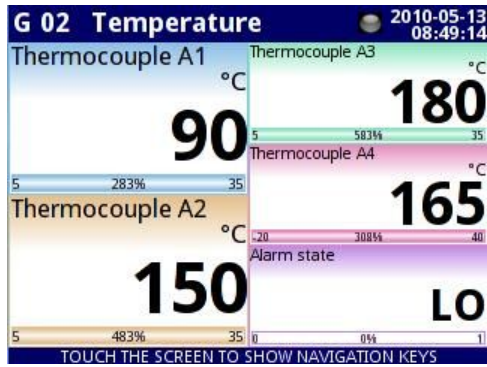 G 02 Temperature
2010-05-13
08:49:14
Thermocouple A1
°C
90
5 283% 35
Thermocouple A2
°C
150
5 483% 35
Thermocouple A3
°C
180
5 583% 35
Thermocouple A4
°C
165
-20 308% 40
Alarm state
LO
0 0% 1
TOUCH THE SCREEN TO SHOW NAVIGATION KEYS